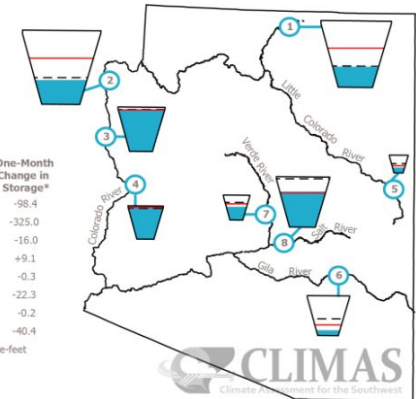 1
2
3
4
5
6
7
8
Little
Colorado
River
Verde River
Colorado River
Salt River
Gila River
One-Month
Change in
Storage*
-98.4
-325.0
-16.0
+9.1
-0.3
-22.3
-0.2
-40.4
e-feet
CLIMAS
Climate Assessment for the Southwest